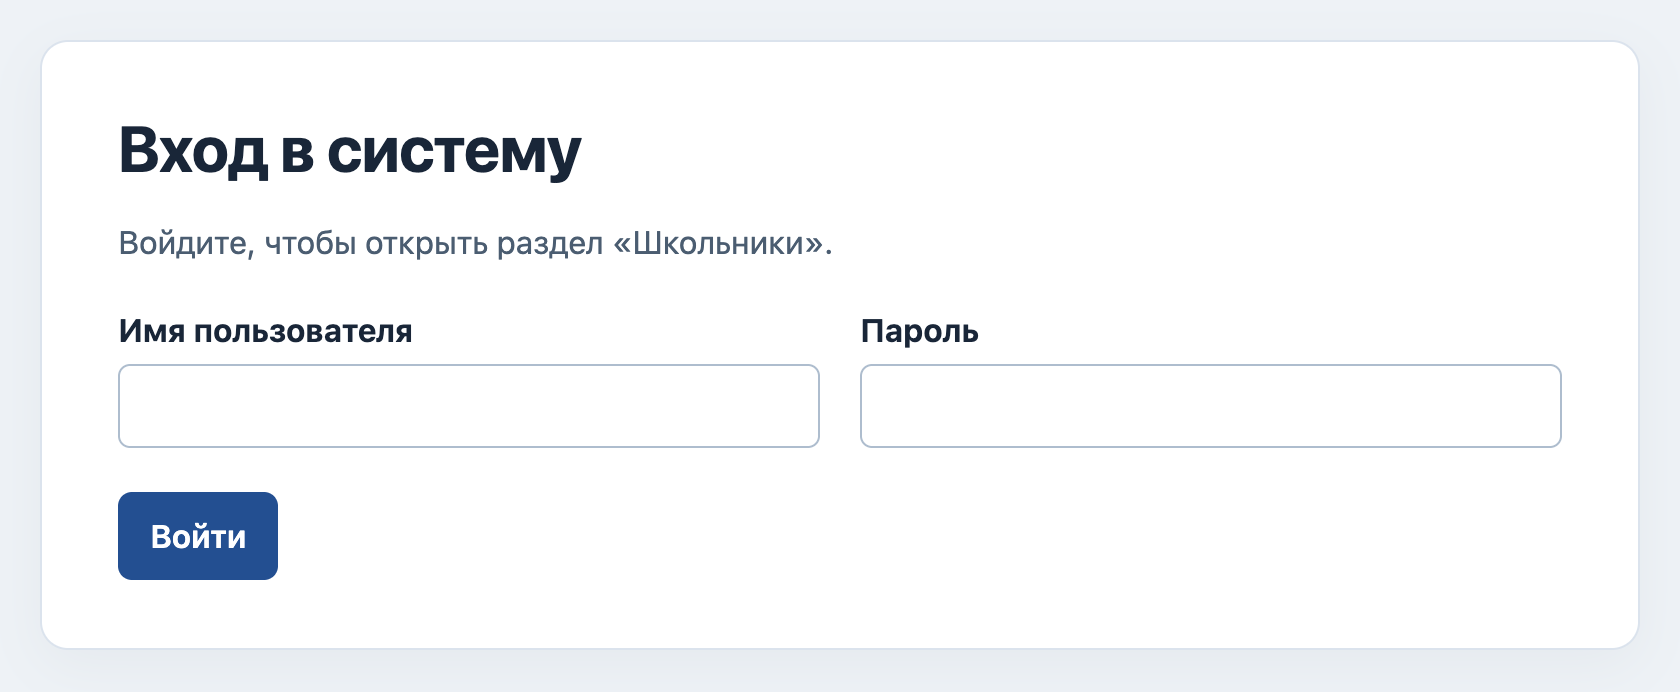 Вход в систему
Войдите, чтобы открыть раздел «Школьники».
Имя пользователя
Пароль
Войти